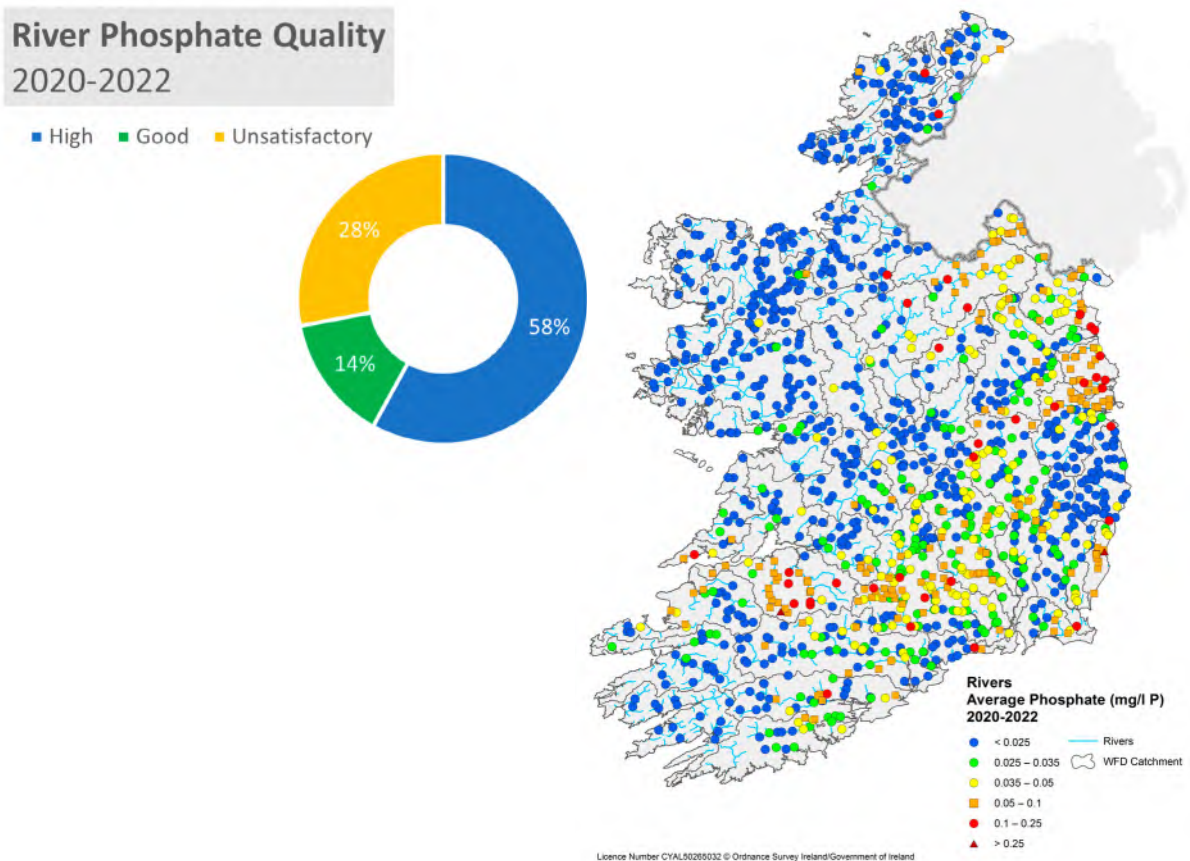 River Phosphate Quality
2020-2022
High Good Unsatisfactory
28%
58%
14%
Rivers
Average Phosphate (mg/l P)
2020-2022
< 0.025
0.025 – 0.035
0.035 – 0.05
0.05 – 0.1
0.1 – 0.25
> 0.25
Rivers
WFD Catchment
Licence Number CYAL50265032 © Ordnance Survey Ireland/Government of Ireland